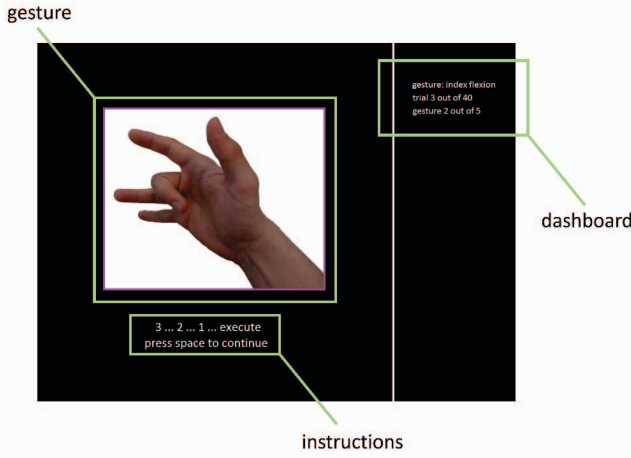 gesture
gesture: index flexion
trial 3 out of 40
gesture 2 out of 5
dashboard
3 ... 2 ... 1 ... execute
press space to continue
instructions